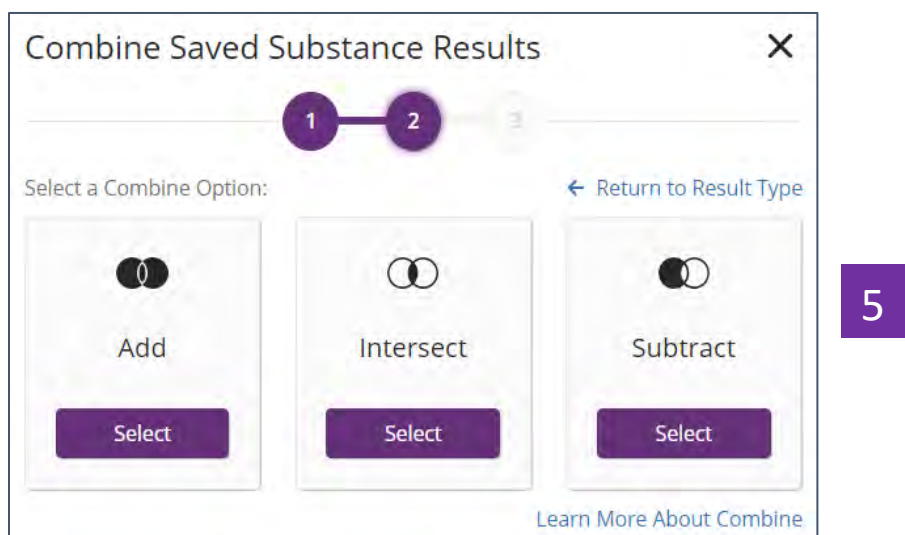 Combine Saved Substance Results
1 2 3
Select a Combine Option: ← Return to Result Type
Add Intersect Subtract
Select Select Select
Learn More About Combine
5